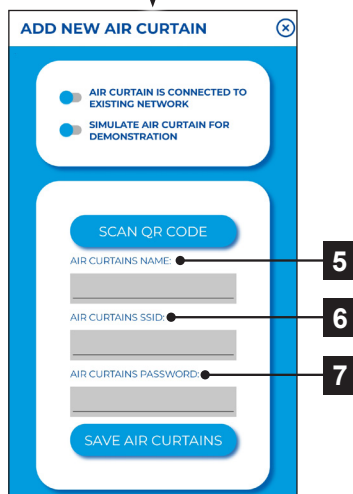 ADD NEW AIR CURTAIN
AIR CURTAIN IS CONNECTED TO
EXISTING NETWORK
SIMULATE AIR CURTAIN FOR
DEMONSTRATION
SCAN QR CODE
AIR CURTAINS NAME:
5
AIR CURTAINS SSID:
6
AIR CURTAINS PASSWORD:
7
SAVE AIR CURTAINS